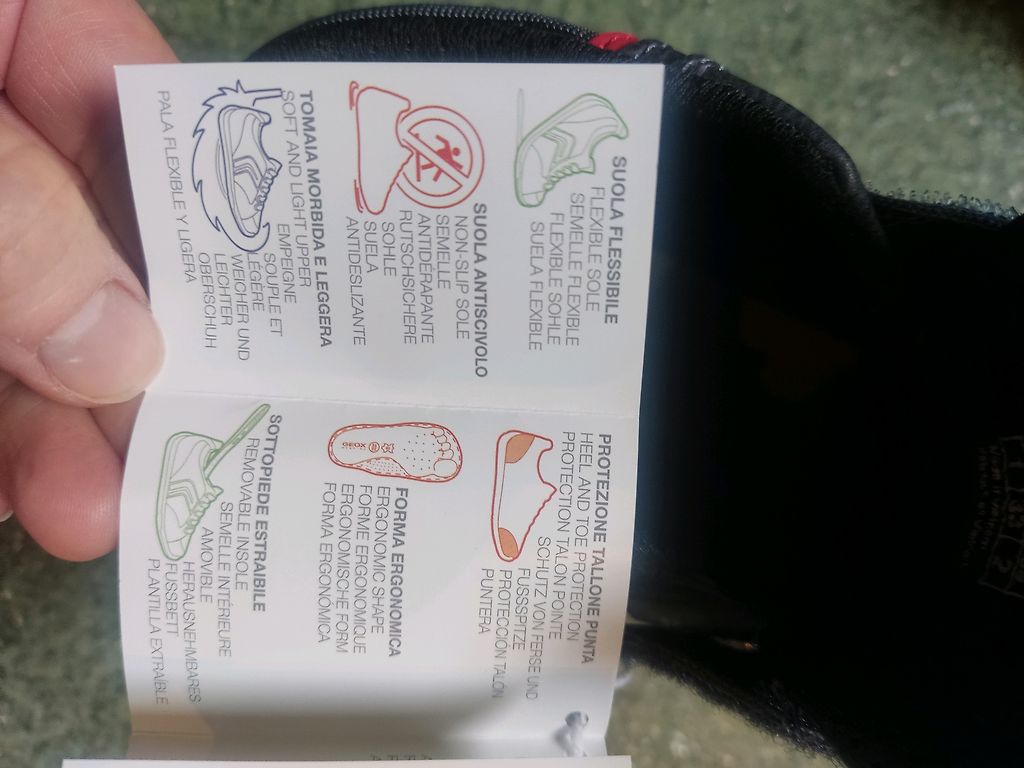 SUOLA FLESSIBILE
FLEXIBLE SOLE
SEMELLE FLEXIBLE
FLEXIBLE SOHLE
SUELA FLEXIBLE
SUOLA ANTISCIVOLO
NON-SLIP SOLE
SEMELLE
ANTIDÉRAPANTE
RUTSCHSICHERE
SOHLE
SUELA
ANTIDESLIZANTE
TOMAIA MORBIDA E LEGGERA
SOFT AND LIGHT UPPER
EMPEIGNE
SOUPLE ET
LÉGÈRE
WEICHER UND
LEICHTER
OBERSCHUH
PALA FLEXIBLE Y LIGERA
PROTEZIONE TALLONE PUNTA
HEEL AND TOE PROTECTION
PROTECTION TALON POINTE
SCHUTZ VON FERSE UND
FUSSSPITZE
PROTECCIÓN TALÓN
PUNTERA
FORMA ERGONOMICA
ERGONOMIC SHAPE
FORME ERGONOMIQUE
ERGONOMISCHE FORM
FORMA ERGONÓMICA
GEOX
SOTTOPIEDE ESTRAIBILE
REMOVABLE INSOLE
SEMELLE INTÉRIEURE
AMOVIBLE
HERAUSNEHMBARES
FUSSBETT
PLANTILLA EXTRAÍBLE